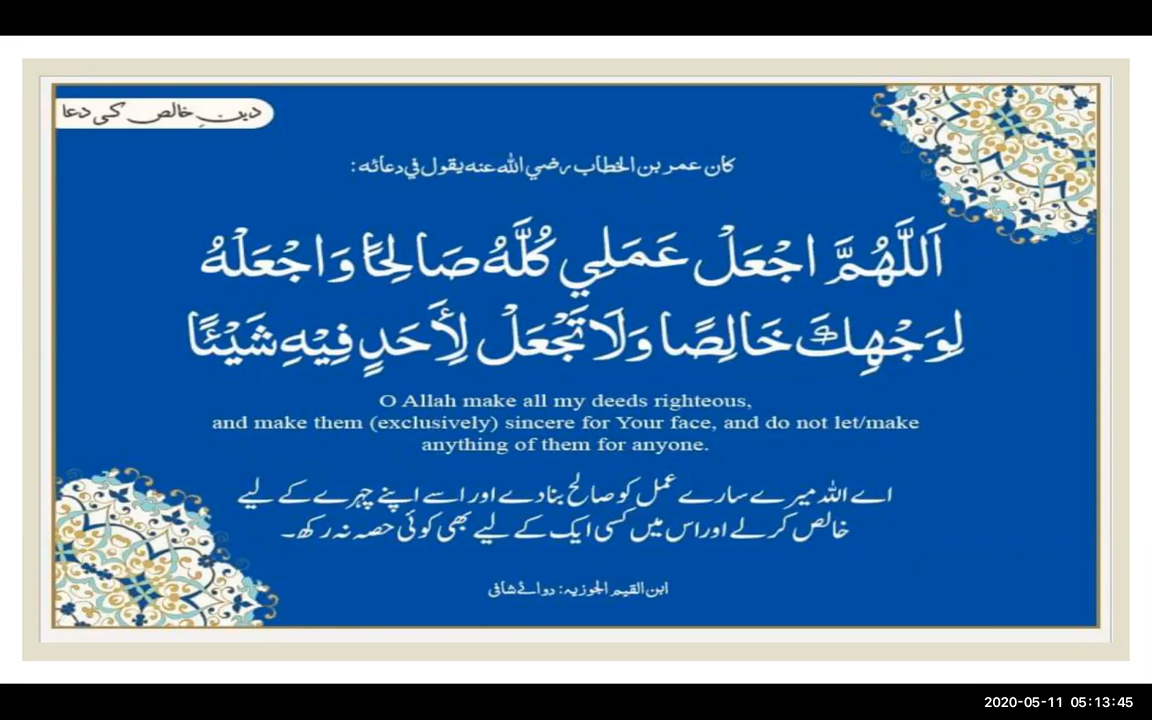 دینِ خالص کی دعا
كان عمر بن الخطاب رضي الله عنه يقول في دعائه:
اَللَّهُمَّ اجْعَلْ عَمَلِي كُلَّهُ صَالِحًا وَاجْعَلْهُ
لِوَجْهِكَ خَالِصًا وَلَا تَجْعَلْ لِأَحَدٍ فِيْهِ شَيْئًا
O Allah make all my deeds righteous,
and make them (exclusively) sincere for Your face, and do not let/make
anything of them for anyone.
اے اللہ میرے سارے عمل کو صالح بنا دے اور اسے اپنے چہرے کے لیے
خالص کر لے اور اس میں کسی ایک کے لیے بھی کوئی حصہ نہ رکھ۔
ابن القیم الجوزیہ: دوائے شافی
2020-05-11 05:13:45